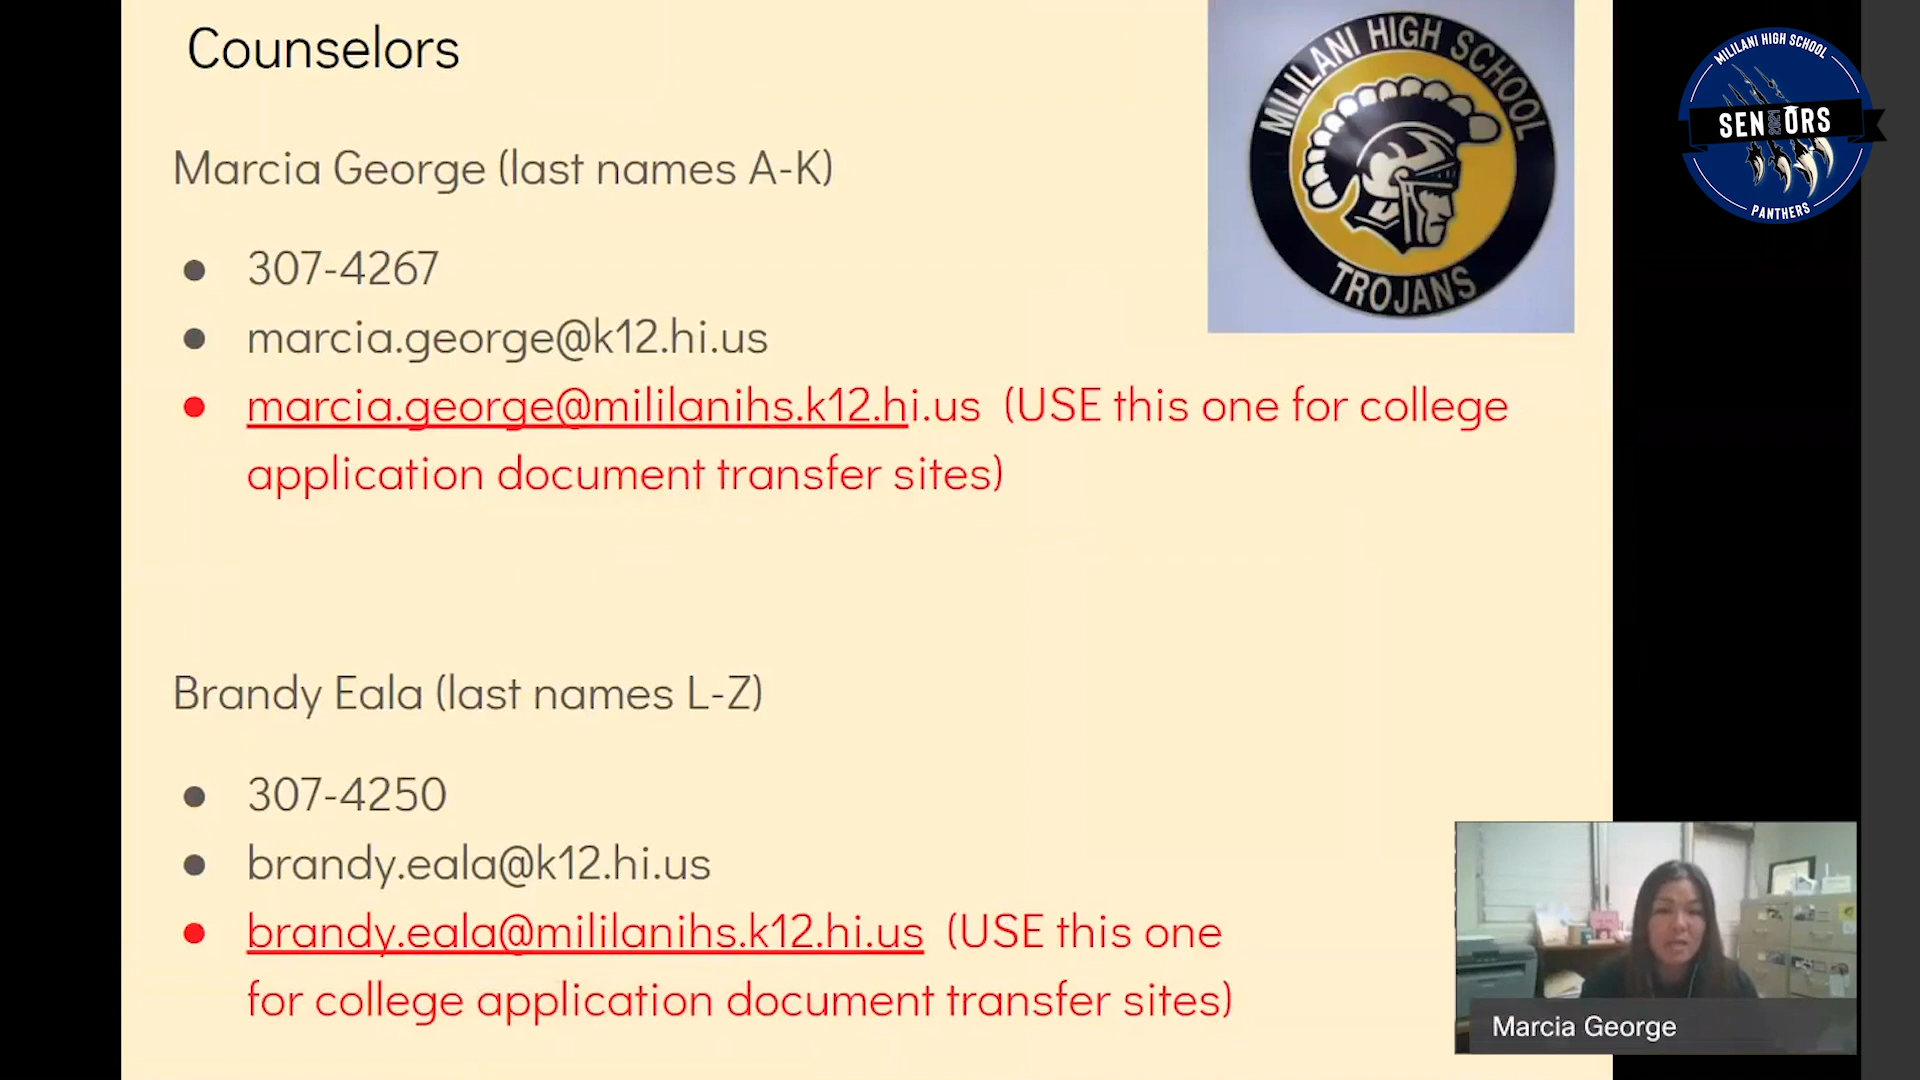 Counselors
MILILANI HIGH SCHOOL
TROJANS
MILILANI HIGH SCHOOL
SENIORS
2021
PANTHERS
Marcia George (last names A-K)
● 307-4267
● marcia.george@k12.hi.us
● marcia.george@mililanihs.k12.hi.us (USE this one for college
application document transfer sites)
Brandy Eala (last names L-Z)
● 307-4250
● brandy.eala@k12.hi.us
● brandy.eala@mililanihs.k12.hi.us (USE this one
for college application document transfer sites)
Marcia George